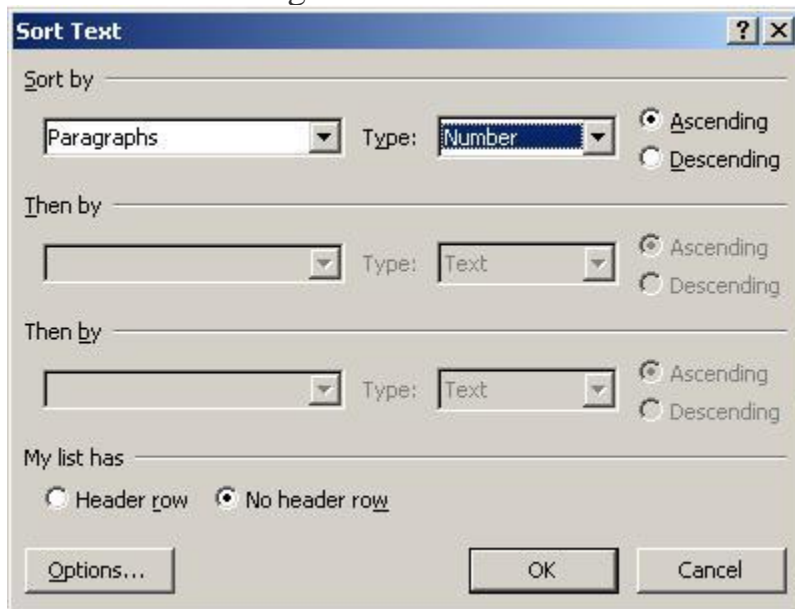 Sort Text
Sort by
Paragraphs Type: Number Ascending
Descending
Then by
Type: Text Ascending
Descending
Then by
Type: Text Ascending
Descending
My list has
Header row No header row
Options... OK Cancel